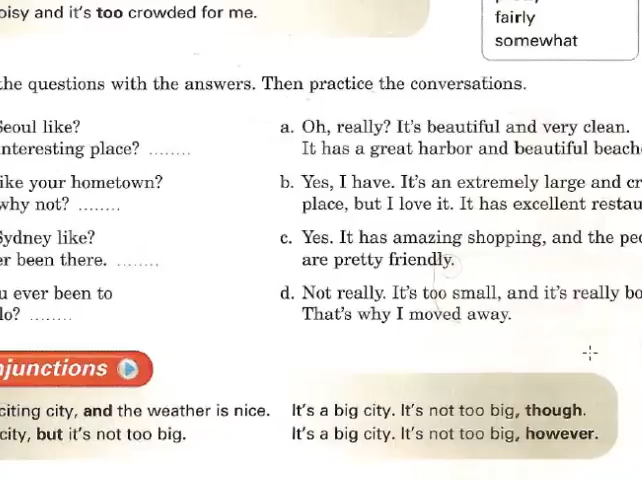 oisy and it's too crowded for me.
fairly
somewhat
the questions with the answers. Then practice the conversations.
Seoul like?
nteresting place? ........
ike your hometown?
why not? ........
Sydney like?
er been there. ........
u ever been to
lo? ........
a. Oh, really? It's beautiful and very clean.
It has a great harbor and beautiful beach
b. Yes, I have. It's an extremely large and cr
place, but I love it. It has excellent restau
c. Yes. It has amazing shopping, and the peo
are pretty friendly.
d. Not really. It's too small, and it's really bo
That's why I moved away.
njunctions
citing city, and the weather is nice.
city, but it's not too big.
It's a big city. It's not too big, though.
It's a big city. It's not too big, however.